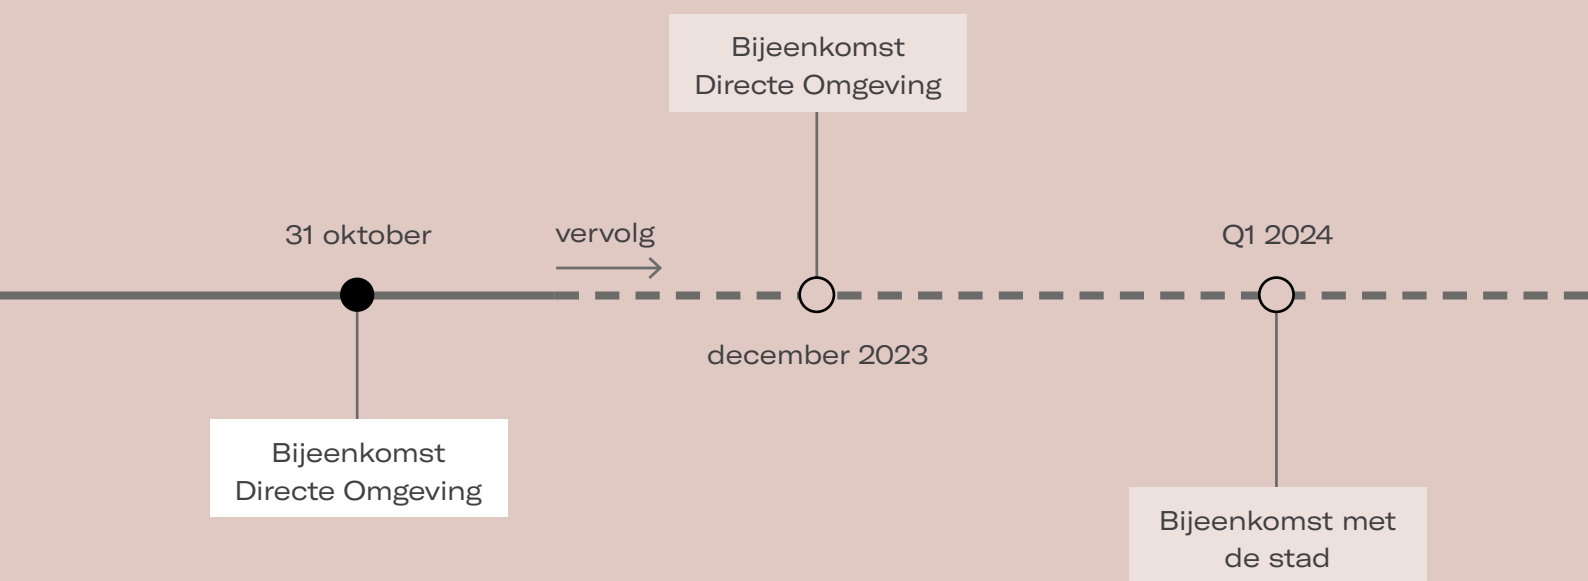 Bijeenkomst
Directe Omgeving
31 oktober
vervolg
Q1 2024
december 2023
Bijeenkomst
Directe Omgeving
Bijeenkomst met
de stad